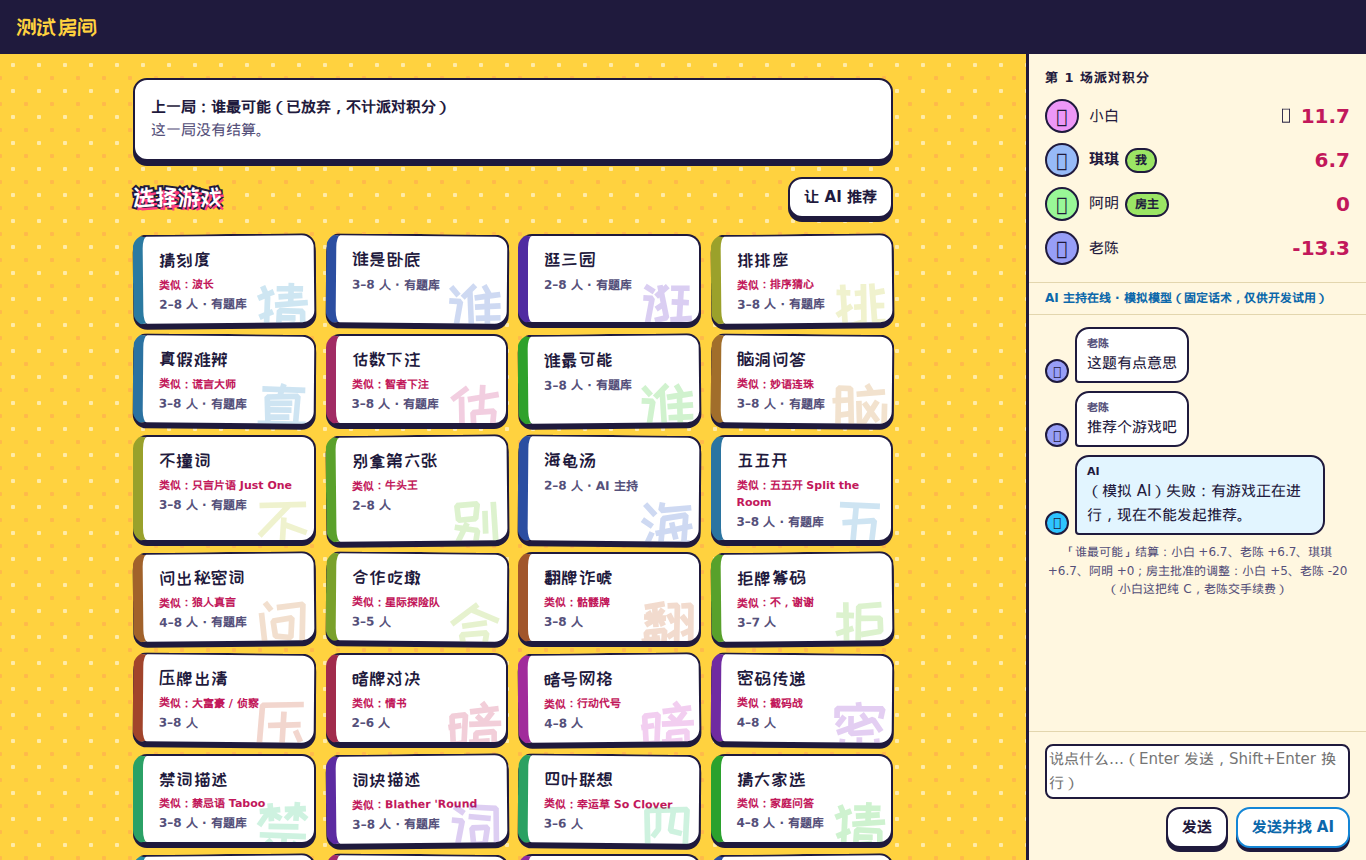 测试房间
上一局：谁最可能（已放弃，不计派对积分）
这一局没有结算。
选择游戏
让 AI 推荐
猜刻度
类似：波长
2–8 人 · 有题库
猜
谁是卧底
3–8 人 · 有题库
谁
逛三园
2–8 人 · 有题库
逛
排排座
类似：排序猜心
3–8 人 · 有题库
排
真假难辨
类似：谎言大师
3–8 人 · 有题库
真
估数下注
类似：智者下注
3–8 人 · 有题库
估
谁最可能
3–8 人 · 有题库
谁
脑洞问答
类似：妙语连珠
3–8 人 · 有题库
脑
不撞词
类似：只言片语 Just One
3–8 人 · 有题库
不
别拿第六张
类似：牛头王
2–8 人
别
海龟汤
2–8 人 · AI 主持
海
五五开
类似：五五开 Split the
Room
3–8 人 · 有题库
五
问出秘密词
类似：狼人真言
4–8 人 · 有题库
问
合作吃墩
类似：星际探险队
3–5 人
合
翻牌诈唬
类似：骷髅牌
3–8 人
翻
拒牌筹码
类似：不，谢谢
3–7 人
拒
压牌出清
类似：大富豪 / 侦察
3–8 人
压
暗牌对决
类似：情书
2–6 人
暗
暗号网格
类似：行动代号
4–8 人
暗
密码传递
类似：截码战
4–8 人
密
禁词描述
类似：禁忌语 Taboo
3–8 人 · 有题库
禁
词块描述
类似：Blather 'Round
3–8 人 · 有题库
词
四叶联想
类似：幸运草 So Clover
3–6 人
四
猜大家选
类似：家庭问答
4–8 人 · 有题库
猜
第 1 场派对积分
小白
11.7
琪琪 我
6.7
阿明 房主
0
老陈
-13.3
AI 主持在线 · 模拟模型（固定话术，仅供开发试用）
老陈
这题有点意思
老陈
推荐个游戏吧
AI
（模拟 AI）失败：有游戏正在进
行，现在不能发起推荐。
「谁最可能」结算：小白 +6.7、老陈 +6.7、琪琪
+6.7、阿明 +0；房主批准的调整：小白 +5、老陈 -20
（小白这把纯 C，老陈交手续费）
说点什么…（Enter 发送，Shift+Enter 换
行）
发送
发送并找 AI